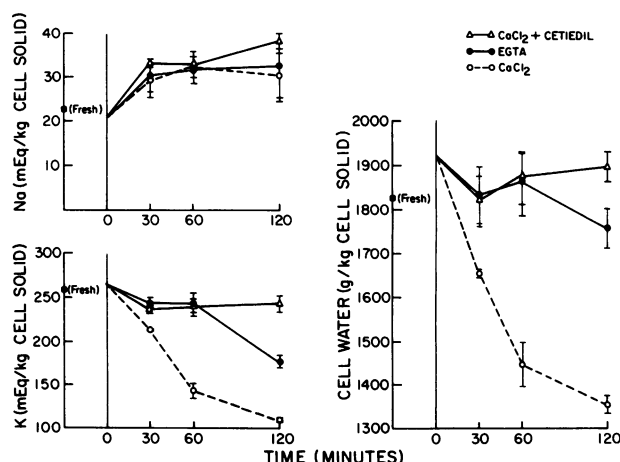 Na (mEq/kg CELL SOLID)
40
30
20
10
(Fresh)
0 30 60 120
CaCl2 + CETIEDIL
EGTA
CaCl2
K (mEq/kg CELL SOLID)
300
250
200
150
100
(Fresh)
0 30 60 120
CELL WATER (g/kg CELL SOLID)
2000
1900
1800
1700
1600
1500
1400
1300
(Fresh)
0 30 60 120
TIME (MINUTES)